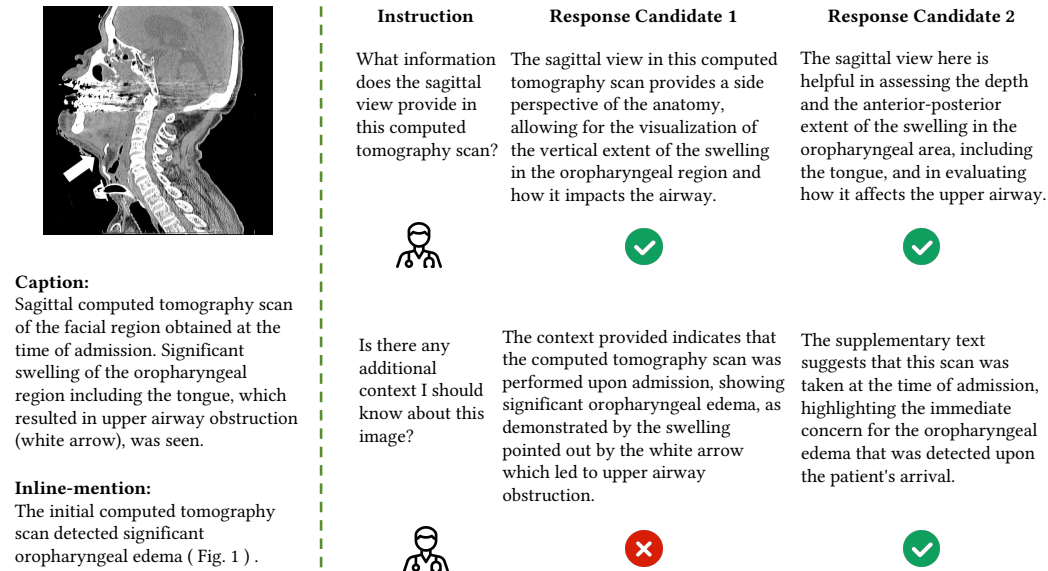 Caption:
Sagittal computed tomography scan
of the facial region obtained at the
time of admission. Significant
swelling of the oropharyngeal
region including the tongue, which
resulted in upper airway obstruction
(white arrow), was seen.
Inline-mention:
The initial computed tomography
scan detected significant
oropharyngeal edema ( Fig. 1 ) .
Instruction
Response Candidate 1
Response Candidate 2
What information
does the sagittal
view provide in
this computed
tomography scan?
The sagittal view in this computed
tomography scan provides a side
perspective of the anatomy,
allowing for the visualization of
the vertical extent of the swelling
in the oropharyngeal region and
how it impacts the airway.
The sagittal view here is
helpful in assessing the depth
and the anterior-posterior
extent of the swelling in the
oropharyngeal area, including
the tongue, and in evaluating
how it affects the upper airway.
Is there any
additional
context I should
know about this
image?
The context provided indicates that
the computed tomography scan was
performed upon admission, showing
significant oropharyngeal edema, as
demonstrated by the swelling
pointed out by the white arrow
which led to upper airway
obstruction.
The supplementary text
suggests that this scan was
taken at the time of admission,
highlighting the immediate
concern for the oropharyngeal
edema that was detected upon
the patient's arrival.